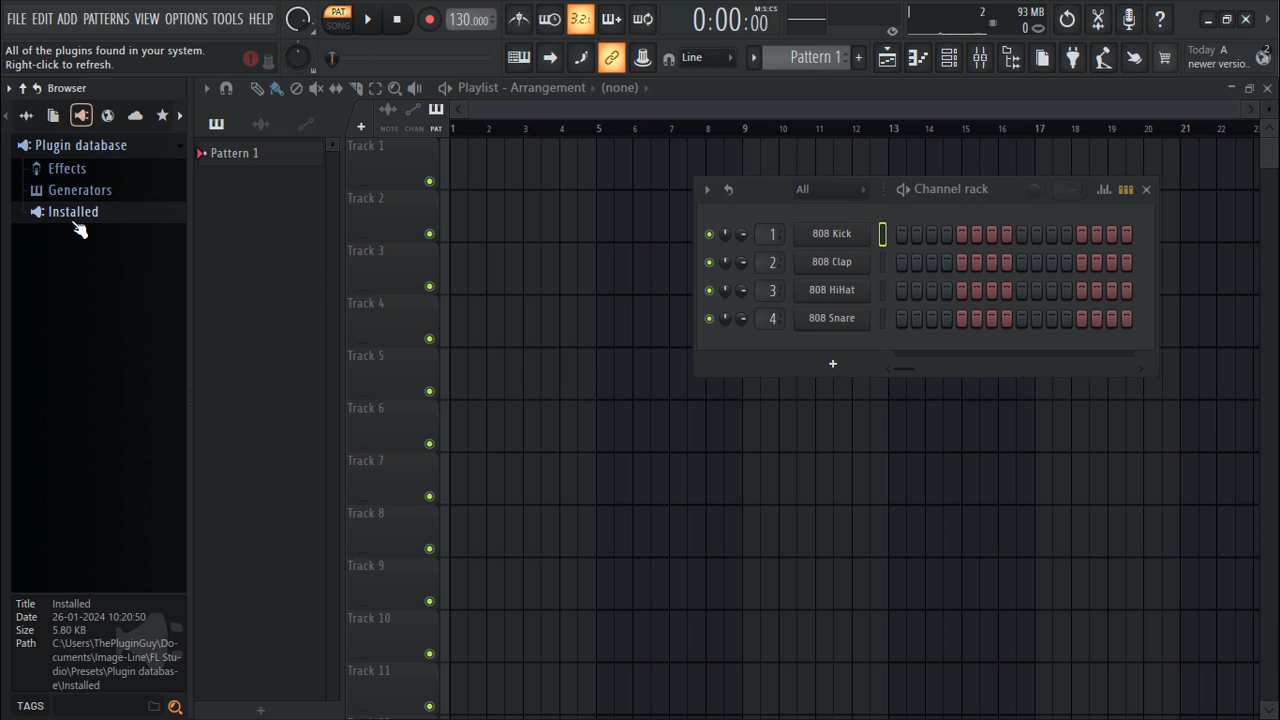 FILE EDIT ADD PATTERNS VIEW OPTIONS TOOLS HELP
All of the plugins found in your system.
Right-click to refresh.
PAT
SONG
130.000
3.2.
0:00:00
M:S:CS
2
93 MB
0
Line
Pattern 1
Today A
newer versio..
2
Browser
Plugin database
Effects
Generators
Installed
Title Installed
Date 26-01-2024 10:20:50
Size 5.80 KB
Path C:\Users\ThePluginGuy\Do-
cuments\Image-Line\FL Stu-
dio\Presets\Plugin databas-
e\Installed
TAGS
Pattern 1
Playlist - Arrangement (none)
NOTE CHAN PAT
1 2 3 4 5 6 7 8 9 10 11 12 13 14 15 16 17 18 19 20 21 22
Track 1
Track 2
Track 3
Track 4
Track 5
Track 6
Track 7
Track 8
Track 9
Track 10
Track 11
All
Channel rack
1 808 Kick
2 808 Clap
3 808 HiHat
4 808 Snare